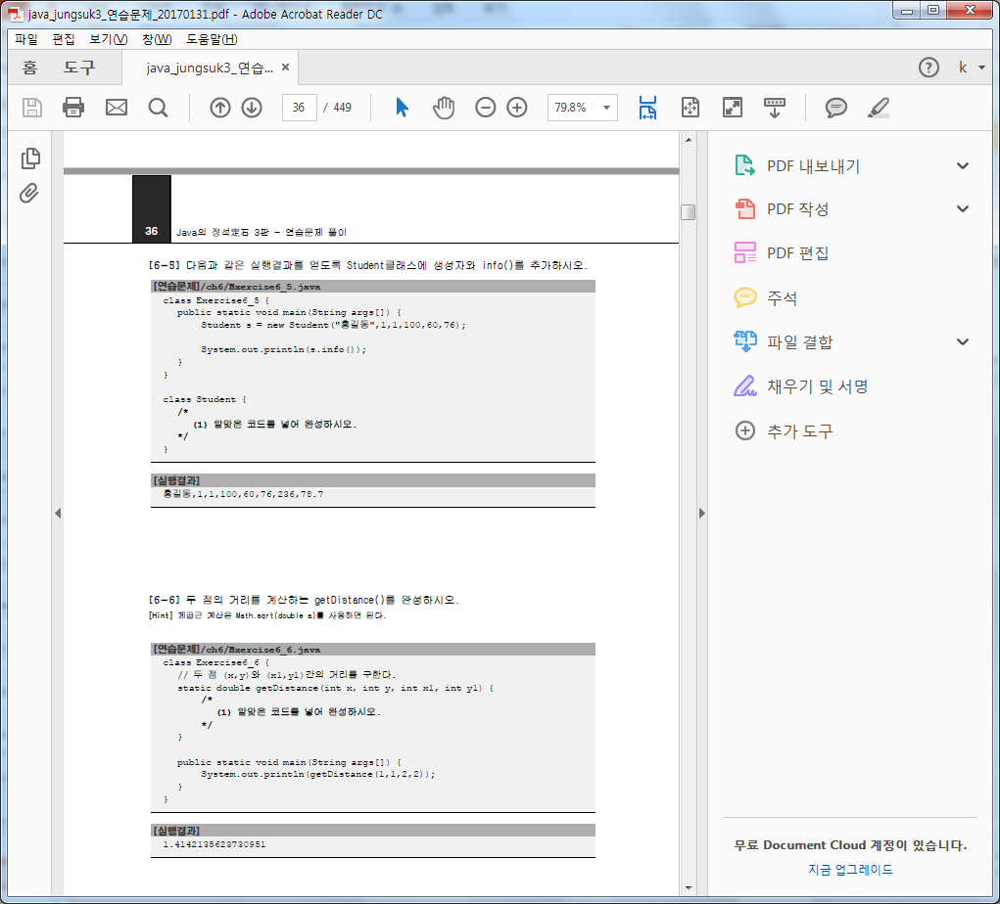 java_jungsuk3_연습문제_20170131.pdf - Adobe Acrobat Reader DC
파일 편집 보기(V) 창(W) 도움말(H)
홈 도구 java_jungsuk3_연습... × k
36 / 449 79.8%
36 Java의 정석定石 3판 - 연습문제 풀이
[6-5] 다음과 같은 실행결과를 얻도록 Student클래스에 생성자와 info()를 추가하시오.
[연습문제]/ch6/Exercise6_5.java
class Exercise6_5 {
public static void main(String args[]) {
Student s = new Student("홍길동",1,1,100,60,76);
System.out.println(s.info());
}
}
class Student {
/*
(1) 알맞은 코드를 넣어 완성하시오.
*/
}
[실행결과]
홍길동,1,1,100,60,76,236,78.7
[6-6] 두 점의 거리를 계산하는 getDistance()를 완성하시오.
[Hint] 제곱근 계산은 Math.sqrt(double a)를 사용하면 된다.
[연습문제]/ch6/Exercise6_6.java
class Exercise6_6 {
// 두 점 (x,y)와 (x1,y1)간의 거리를 구한다.
static double getDistance(int x, int y, int x1, int y1) {
/*
(1) 알맞은 코드를 넣어 완성하시오.
*/
}
public static void main(String args[]) {
System.out.println(getDistance(1,1,2,2));
}
}
[실행결과]
1.4142135623730951
PDF 내보내기
PDF 작성
PDF 편집
주석
파일 결합
채우기 및 서명
추가 도구
무료 Document Cloud 계정이 있습니다.
지금 업그레이드